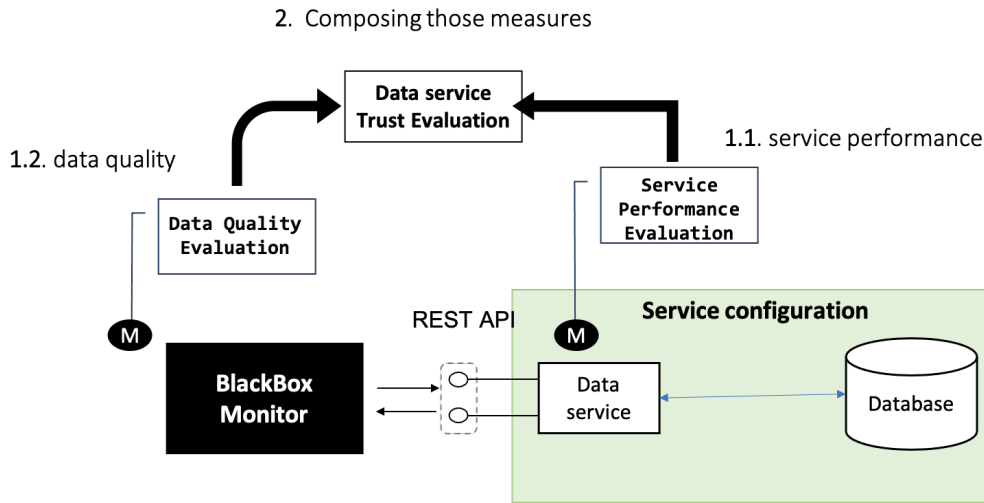 2. Composing those measures
Data service
Trust Evaluation
1.1. service performance
1.2. data quality
Service
Performance
Evaluation
Data Quality
Evaluation
M
REST API
M
Service configuration
BlackBox
Monitor
Data
service
Database